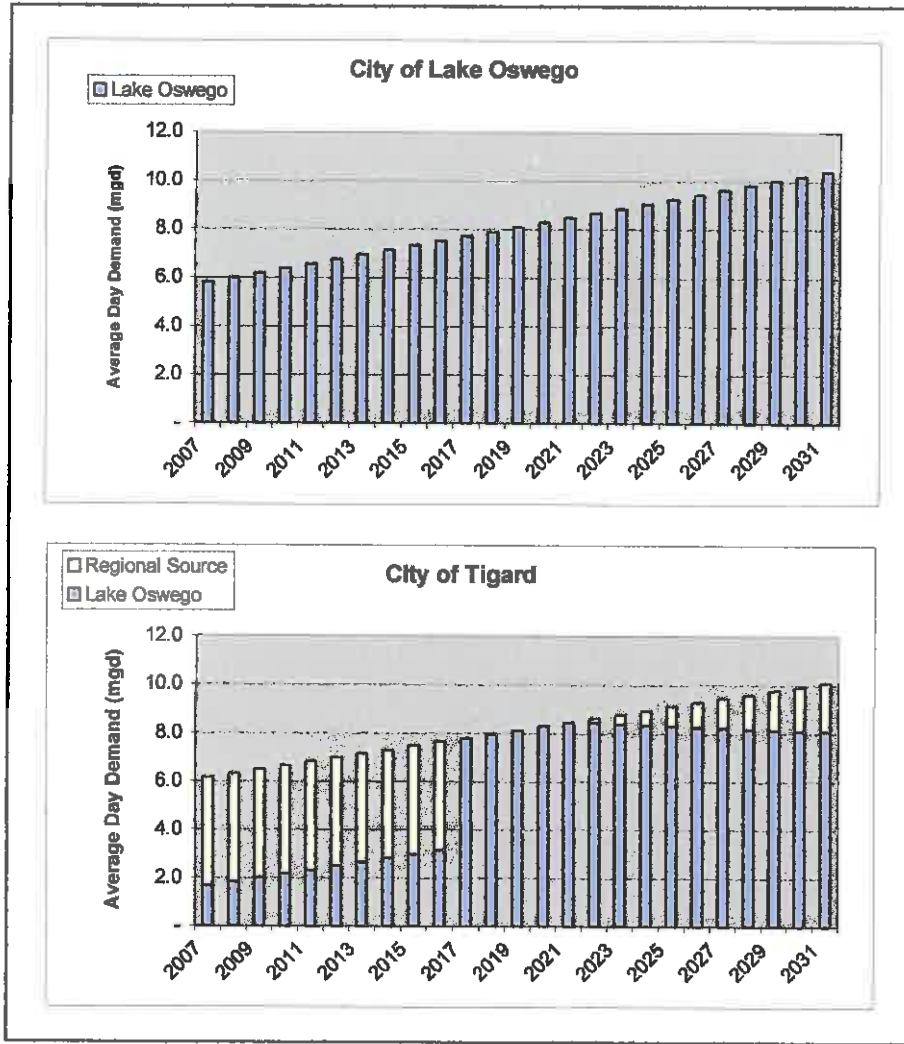 City of Lake Oswego
Lake Oswego
Average Day Demand (mgd)
12.0
10.0
8.0
6.0
4.0
2.0
-
2007 2009 2011 2013 2015 2017 2019 2021 2023 2025 2027 2029 2031
City of Tigard
Regional Source
Lake Oswego
Average Day Demand (mgd)
12.0
10.0
8.0
6.0
4.0
2.0
-
2007 2009 2011 2013 2015 2017 2019 2021 2023 2025 2027 2029 2031